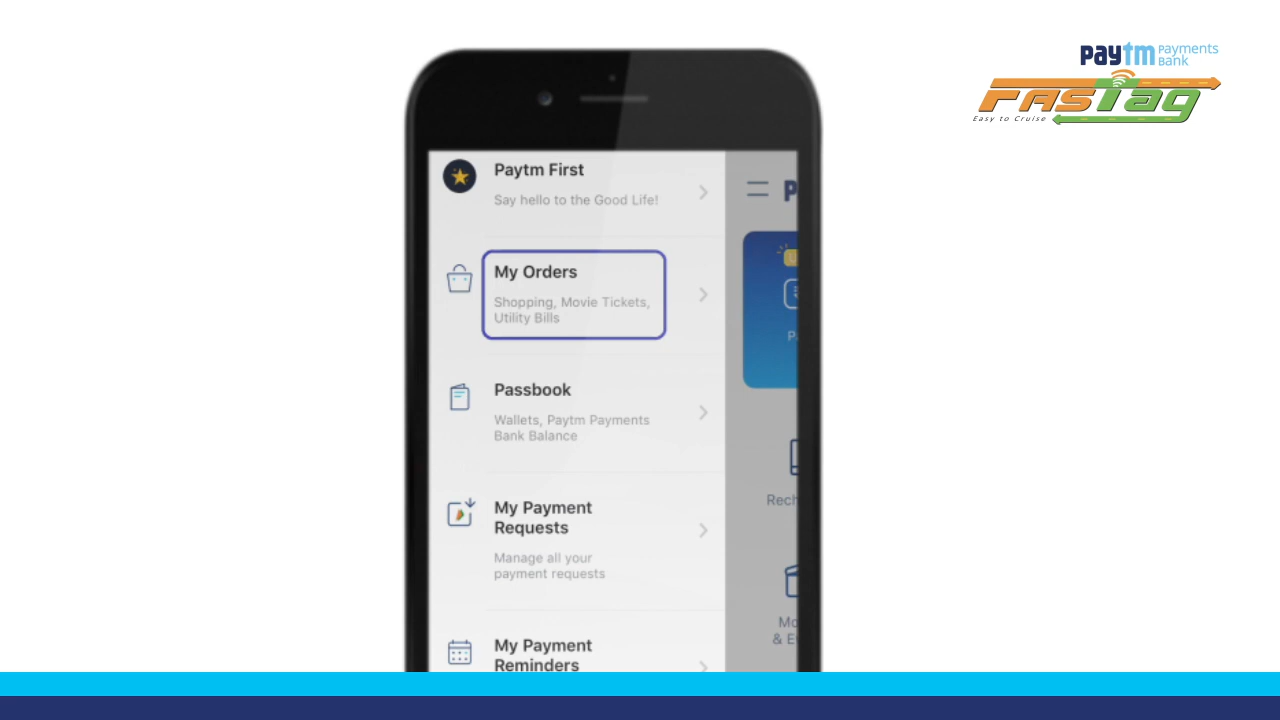 paytm Payments Bank
FASTag
Easy to Cruise
Paytm First
Say hello to the Good Life!
My Orders
Shopping, Movie Tickets,
Utility Bills
Passbook
Wallets, Paytm Payments
Bank Balance
My Payment
Requests
Manage all your
payment requests
My Payment
Reminders